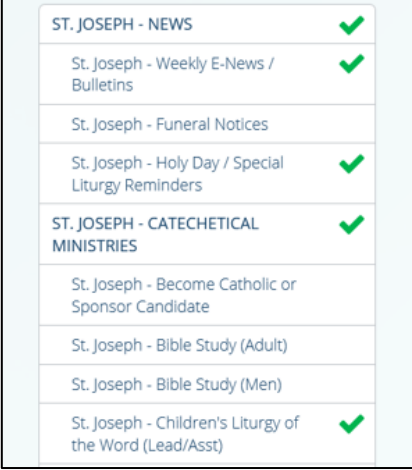 ST. JOSEPH - NEWS
St. Joseph - Weekly E-News /
Bulletins
St. Joseph - Funeral Notices
St. Joseph - Holy Day / Special
Liturgy Reminders
ST. JOSEPH - CATECHETICAL
MINISTRIES
St. Joseph - Become Catholic or
Sponsor Candidate
St. Joseph - Bible Study (Adult)
St. Joseph - Bible Study (Men)
St. Joseph - Children's Liturgy of
the Word (Lead/Asst)